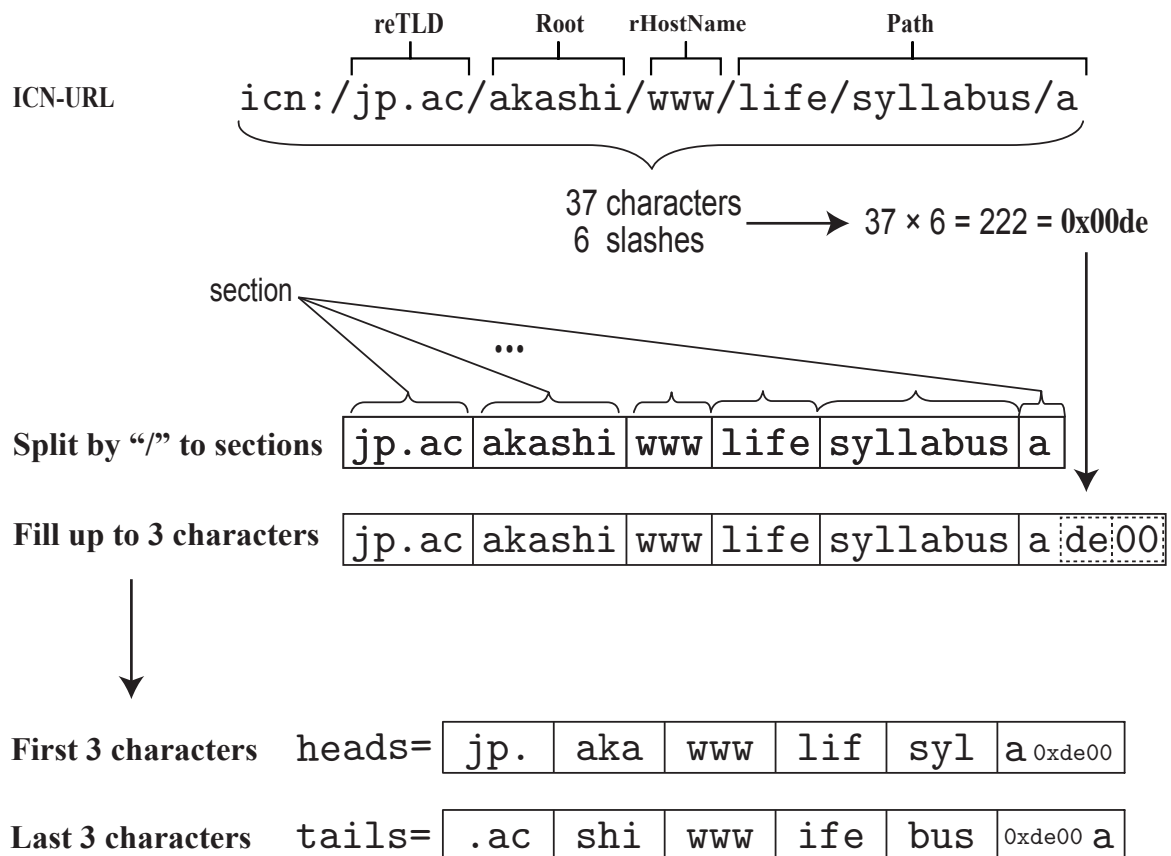 reTLD Root rHostName Path
ICN-URL icn:/jp.ac/akashi/www/life/syllabus/a
37 characters
6 slashes
37 × 6 = 222 = 0x00de
section
...
Split by “/” to sections jp.ac akashi www life syllabus a
Fill up to 3 characters jp.ac akashi www life syllabus a de 00
First 3 characters heads= jp. aka www lif syl a 0xde00
Last 3 characters tails= .ac shi www ife bus 0xde00 a